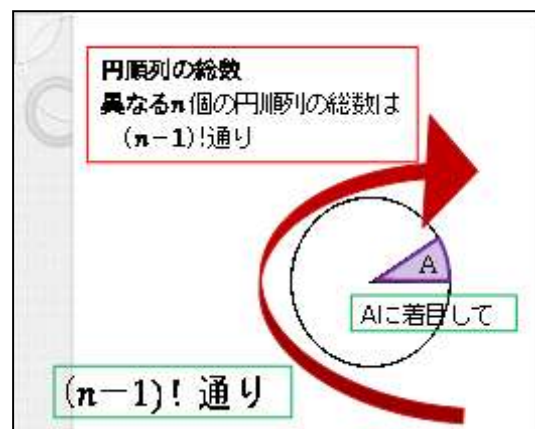 円順列の総数
異なるn個の円順列の総数は
(n−1)!通り
A
Aに着目して
(n−1)! 通り